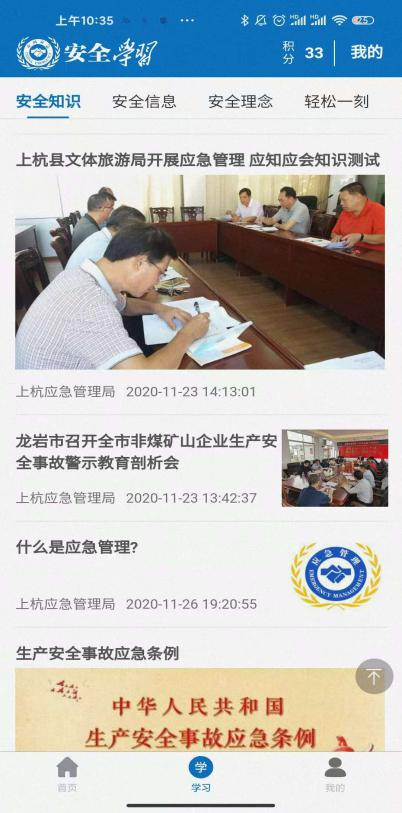 上午10:35
HD HD 45
安全学習
积分
33
我的
安全知识 安全信息 安全理念 轻松一刻
上杭县文体旅游局开展应急管理 应知应会知识测试
上杭应急管理局 2020-11-23 14:13:01
龙岩市召开全市非煤矿山企业生产安
全事故警示教育剖析会
上杭应急管理局 2020-11-23 13:42:37
什么是应急管理?
应急管理
EMERGENCY MANAGEMENT
上杭应急管理局 2020-11-26 19:20:55
生产安全事故应急条例
中华人民共和国
生产安全事故应急条例
首页 学 我的
学习